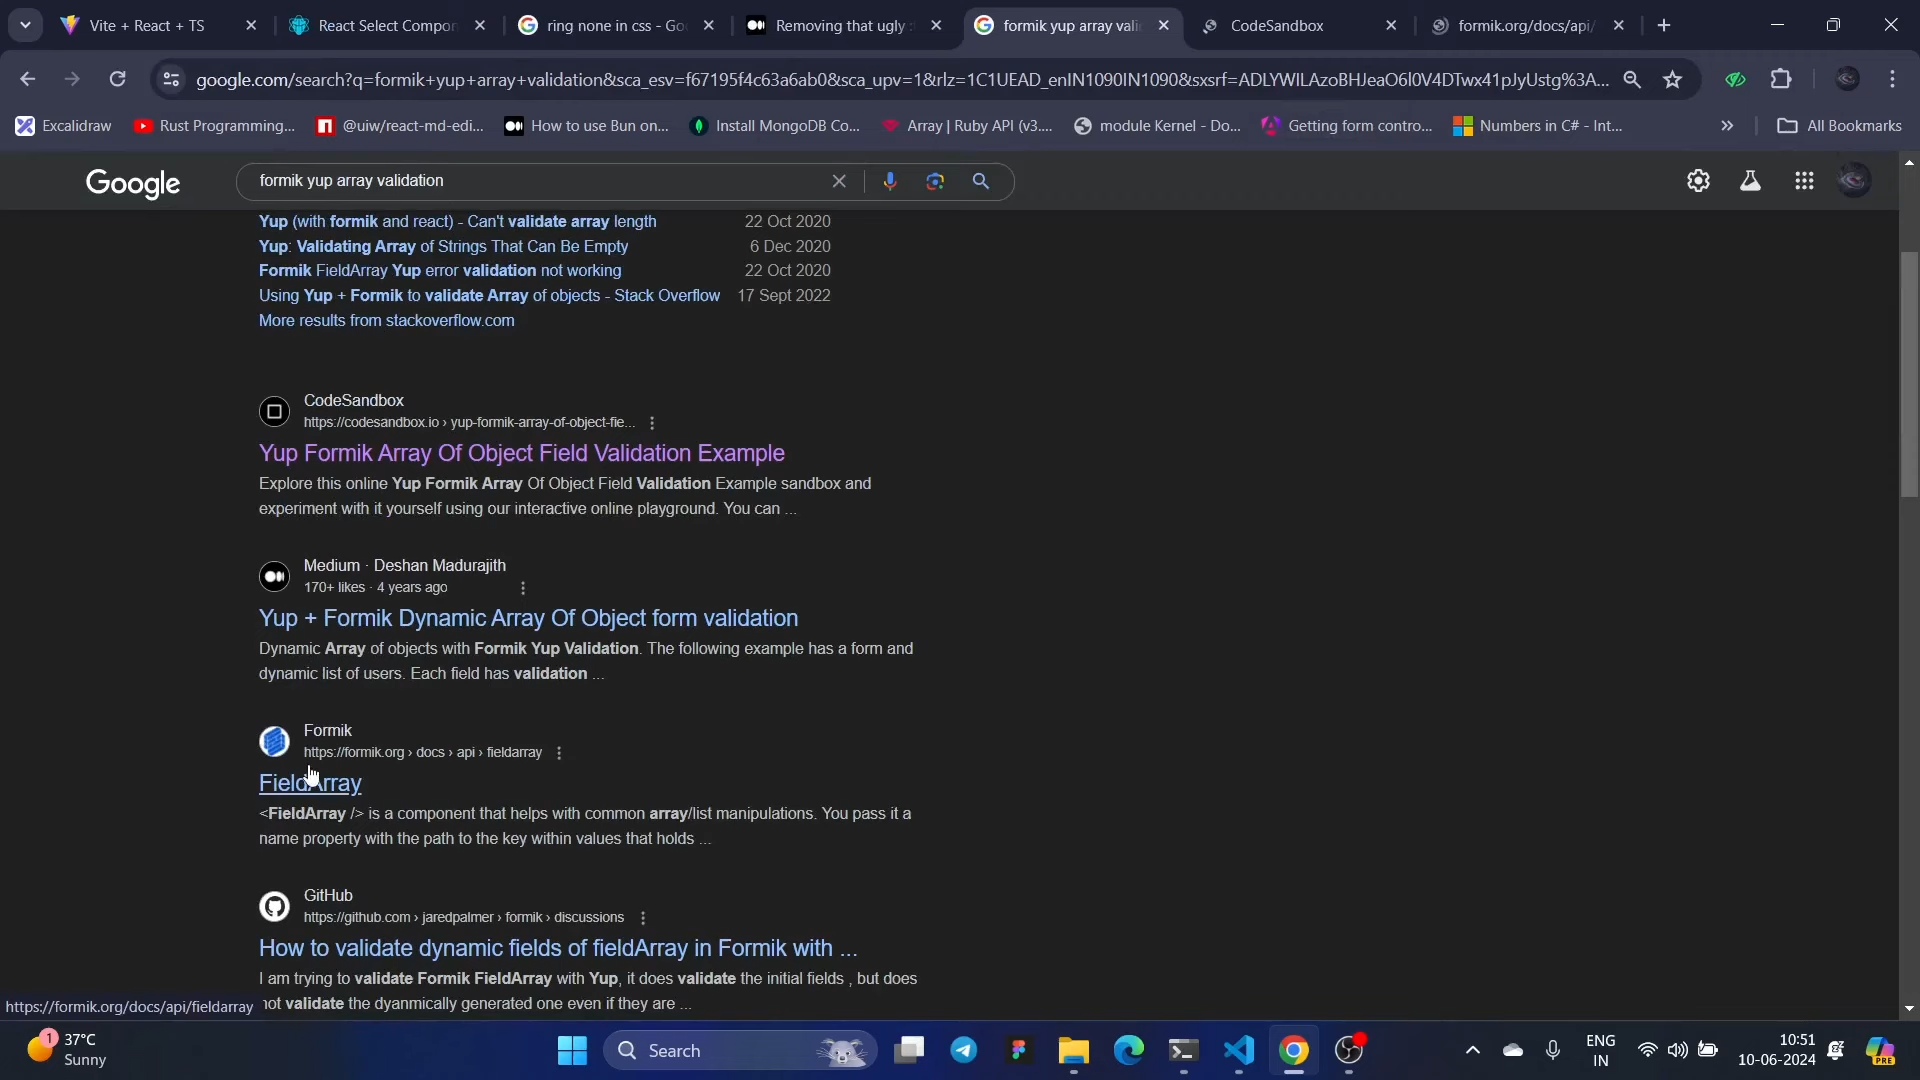 Vite + React + TS
React Select Compon
ring none in css - Go
Removing that ugly :
formik yup array vali
CodeSandbox
formik.org/docs/api/
google.com/search?q=formik+yup+array+validation&sca_esv=f67195f4c63a6ab0&sca_upv=1&rlz=1C1UEAD_enIN1090IN1090&sxsrf=ADLYWILAzoBHJeaO6l0V4DTwx41pJyUstg%3A...
Excalidraw
Rust Programming...
@uiw/react-md-edi...
How to use Bun on...
Install MongoDB Co...
Array | Ruby API (v3....
module Kernel - Do...
Getting form contro...
Numbers in C# - Int...
All Bookmarks
Google
formik yup array validation
Yup (with formik and react) - Can't validate array length 22 Oct 2020
Yup: Validating Array of Strings That Can Be Empty 6 Dec 2020
Formik FieldArray Yup error validation not working 22 Oct 2020
Using Yup + Formik to validate Array of objects - Stack Overflow 17 Sept 2022
More results from stackoverflow.com
CodeSandbox
https://codesandbox.io › yup-formik-array-of-object-fie...
Yup Formik Array Of Object Field Validation Example
Explore this online Yup Formik Array Of Object Field Validation Example sandbox and
experiment with it yourself using our interactive online playground. You can ...
Medium · Deshan Madurajith
170+ likes · 4 years ago
Yup + Formik Dynamic Array Of Object form validation
Dynamic Array of objects with Formik Yup Validation. The following example has a form and
dynamic list of users. Each field has validation ...
Formik
https://formik.org › docs › api › fieldarray
FieldArray
<FieldArray /> is a component that helps with common array/list manipulations. You pass it a
name property with the path to the key within values that holds ...
GitHub
https://github.com › jaredpalmer › formik › discussions
How to validate dynamic fields of fieldArray in Formik with ...
I am trying to validate Formik FieldArray with Yup, it does validate the initial fields , but does
not validate the dyanmically generated one even if they are ...
https://formik.org/docs/api/fieldarray
1
37°C
Sunny
Search
ENG
IN
10:51
10-06-2024
PRE